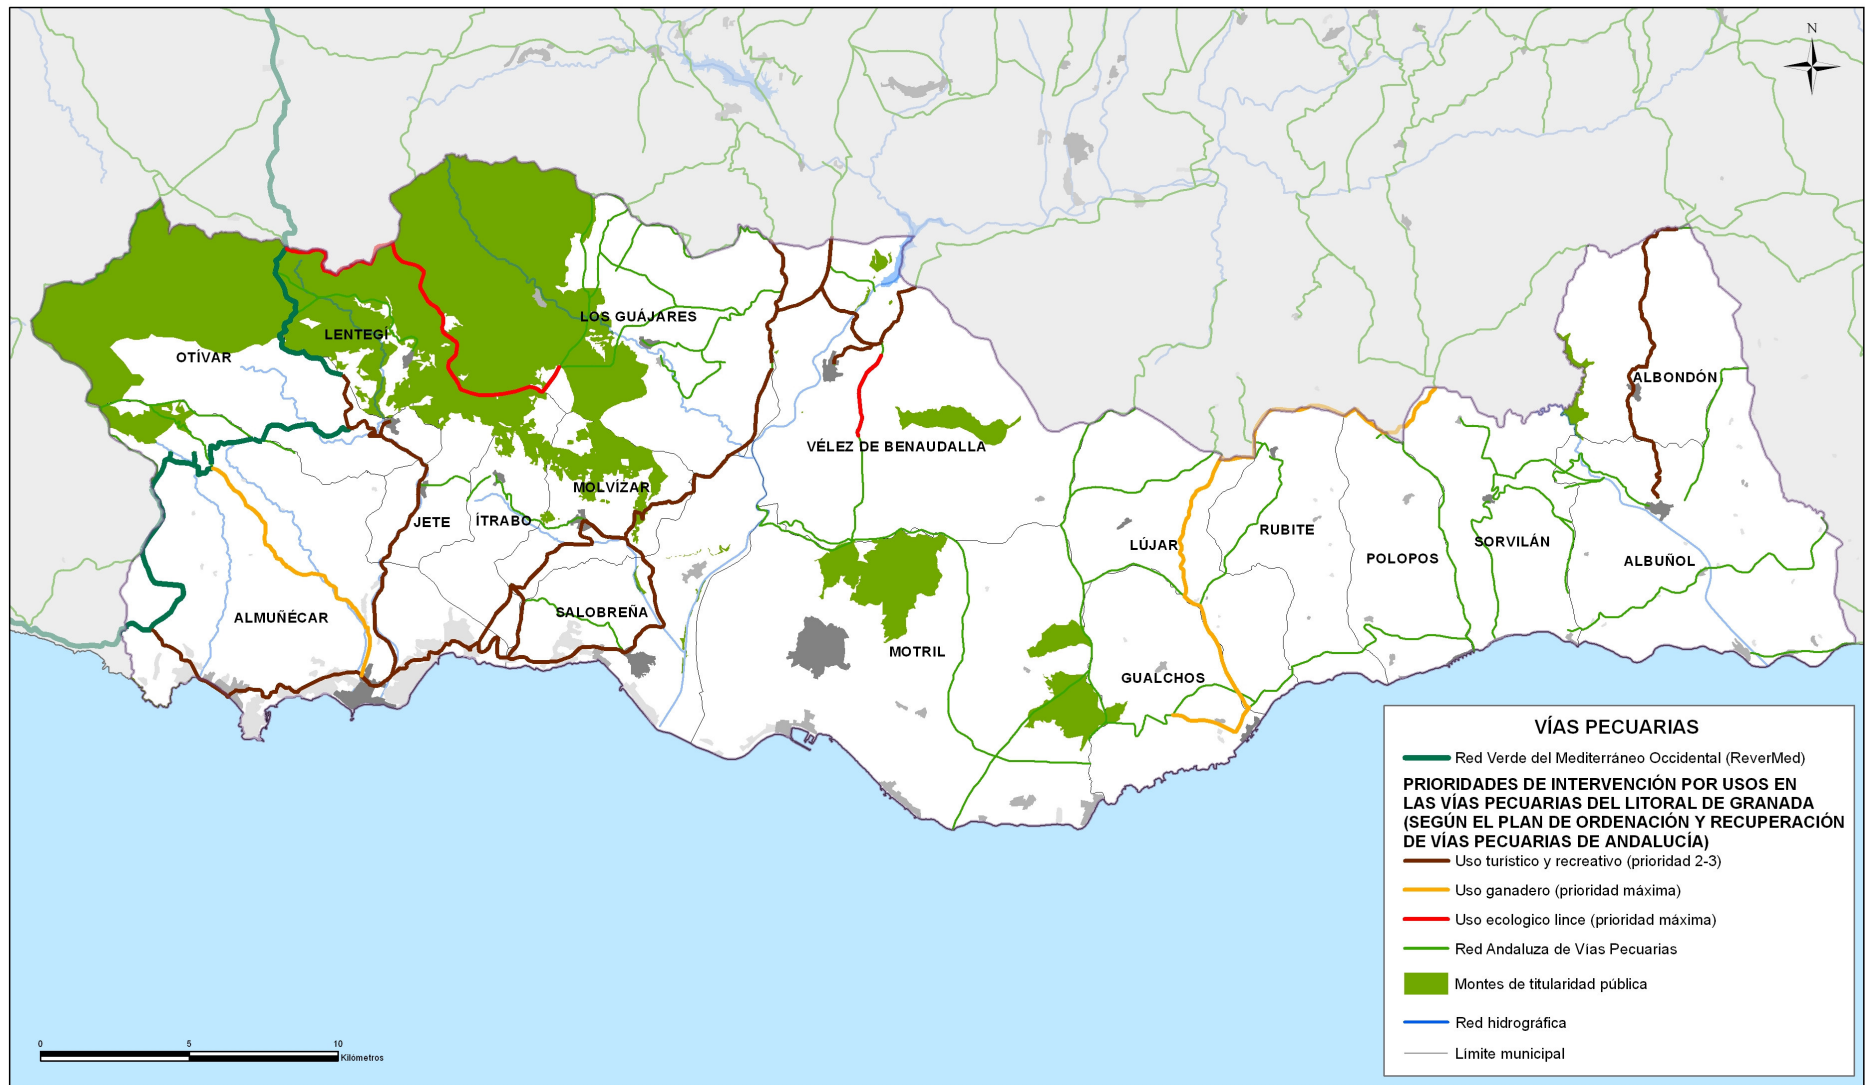 N
LOS GUÁJARES
LENTEGÍ
OTÍVAR
ALBONDÓN
VÉLEZ DE BENAUDALLA
MOLVÍZAR
JETE
ÍTRABO
RUBITE
LÚJAR
SORVILÁN
POLOPOS
ALBUÑOL
SALOBREÑA
ALMUÑÉCAR
MOTRIL
GUALCHOS
VÍAS PECUARIAS
Red Verde del Mediterráneo Occidental (ReverMed)
PRIORIDADES DE INTERVENCIÓN POR USOS EN
LAS VÍAS PECUARIAS DEL LITORAL DE GRANADA
(SEGÚN EL PLAN DE ORDENACIÓN Y RECUPERACIÓN
DE VÍAS PECUARIAS DE ANDALUCÍA)
Uso turístico y recreativo (prioridad 2-3)
Uso ganadero (prioridad máxima)
Uso ecologico lince (prioridad máxima)
Red Andaluza de Vías Pecuarias
Montes de titularidad pública
Red hidrográfica
Límite municipal
0 5 10
Kilómetros